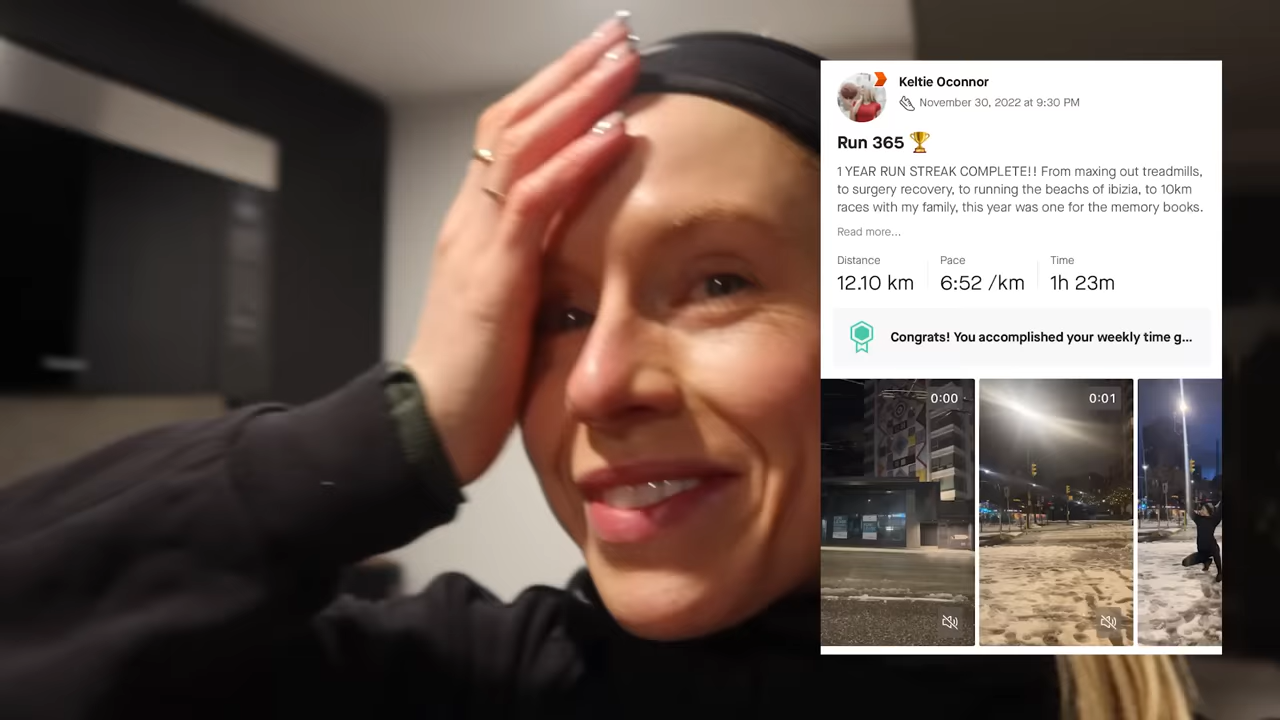 Keltie Oconnor
November 30, 2022 at 9:30 PM
Run 365 🏆
1 YEAR RUN STREAK COMPLETE!! From maxing out treadmills,
to surgery recovery, to running the beachs of ibizia, to 10km
races with my family, this year was one for the memory books.
Read more...
Distance Pace Time
12.10 km 6:52 /km 1h 23m
Congrats! You accomplished your weekly time g...
0:00 0:01